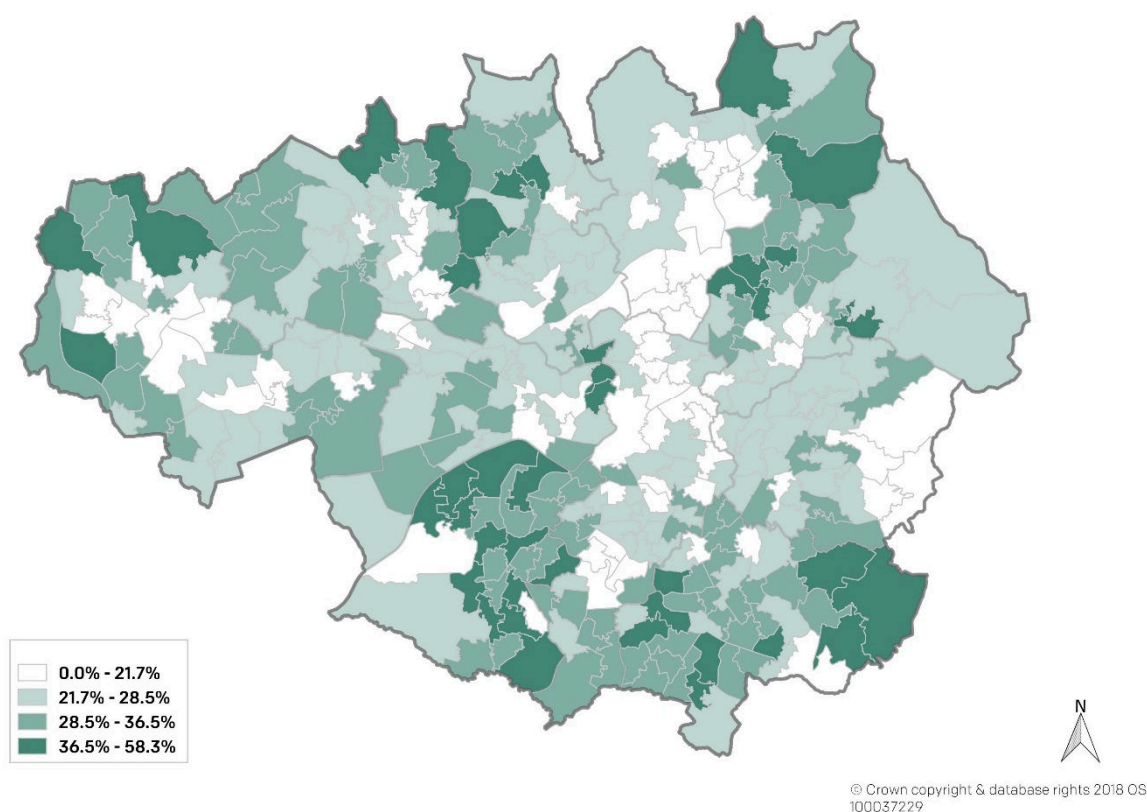 0.0% - 21.7%
21.7% - 28.5%
28.5% - 36.5%
36.5% - 58.3%
N
© Crown copyright & database rights 2018 OS
100037229